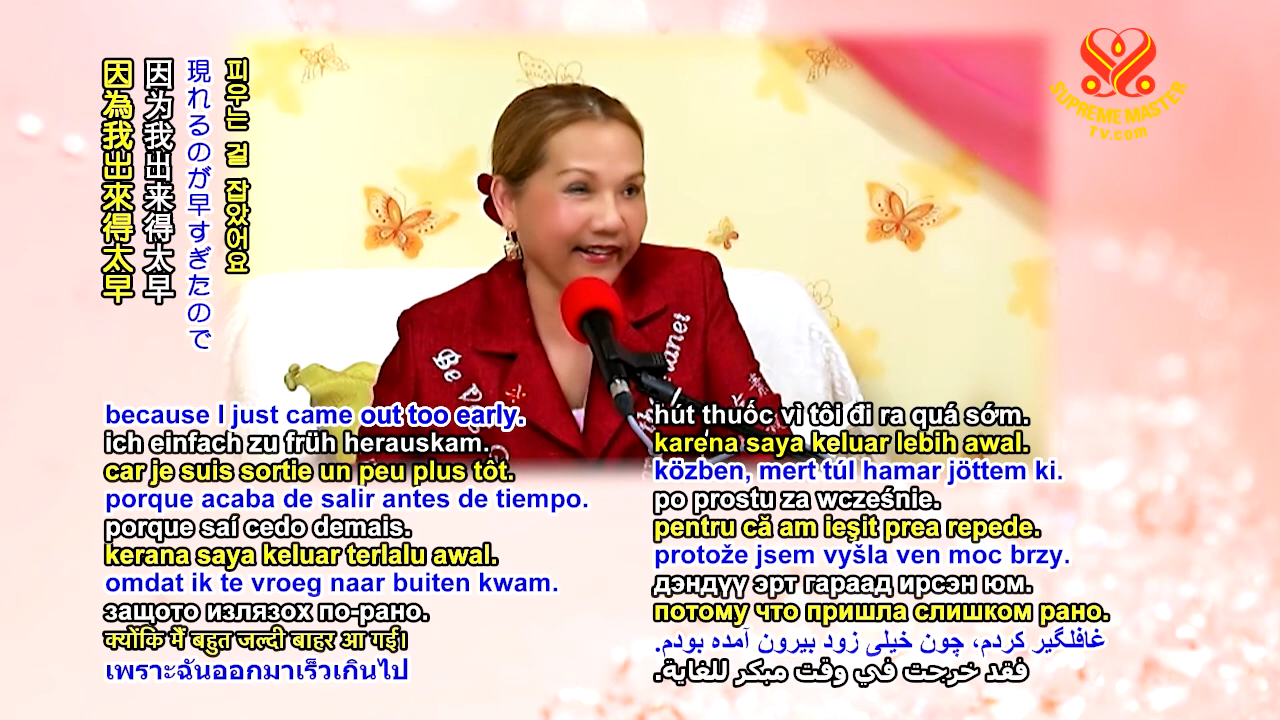 因為我出來得太早
因为我出来得太早
現れるのが早すぎたので
피우는 걸 잡았어요
SUPREME MASTER
TV.com
Be
anet
because I just came out too early.
ich einfach zu früh herauskam.
car je suis sortie un peu plus tôt.
porque acaba de salir antes de tiempo.
porque saí cedo demais.
kerana saya keluar terlalu awal.
omdat ik te vroeg naar buiten kwam.
защото излязох по-рано.
क्योंकि मैं बहुत जल्दी बाहर आ गई।
เพราะฉันออกมาเร็วเกินไป
hút thuốc vì tôi đi ra quá sớm.
karena saya keluar lebih awal.
közben, mert túl hamar jöttem ki.
po prostu za wcześnie.
pentru că am ieşit prea repede.
protože jsem vyšla ven moc brzy.
дэндүү эрт гараад ирсэн юм.
потому что пришла слишком рано.
غافلگیر کردم، چون خیلی زود بیرون آمده بودم.
فقد خرجت في وقت مبكر للغاية.